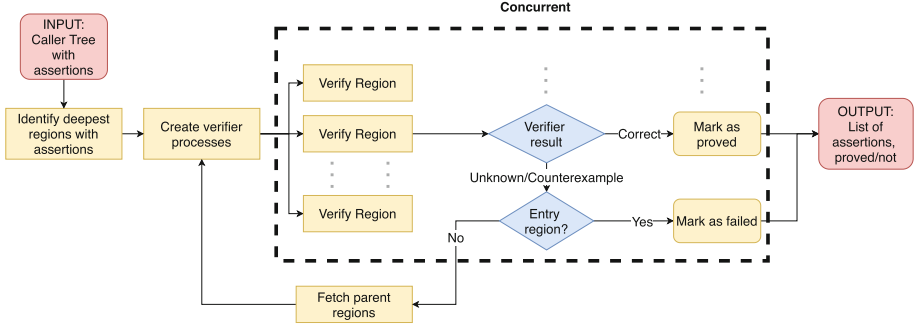 Concurrent
INPUT:
Caller Tree
with
assertions
Identify deepest
regions with
assertions
Create verifier
processes
Verify Region
Verify Region
Verify Region
Verifier
result
Correct
Mark as
proved
Unknown/Counterexample
Entry
region?
Yes
Mark as failed
No
Fetch parent
regions
OUTPUT:
List of
assertions,
proved/not